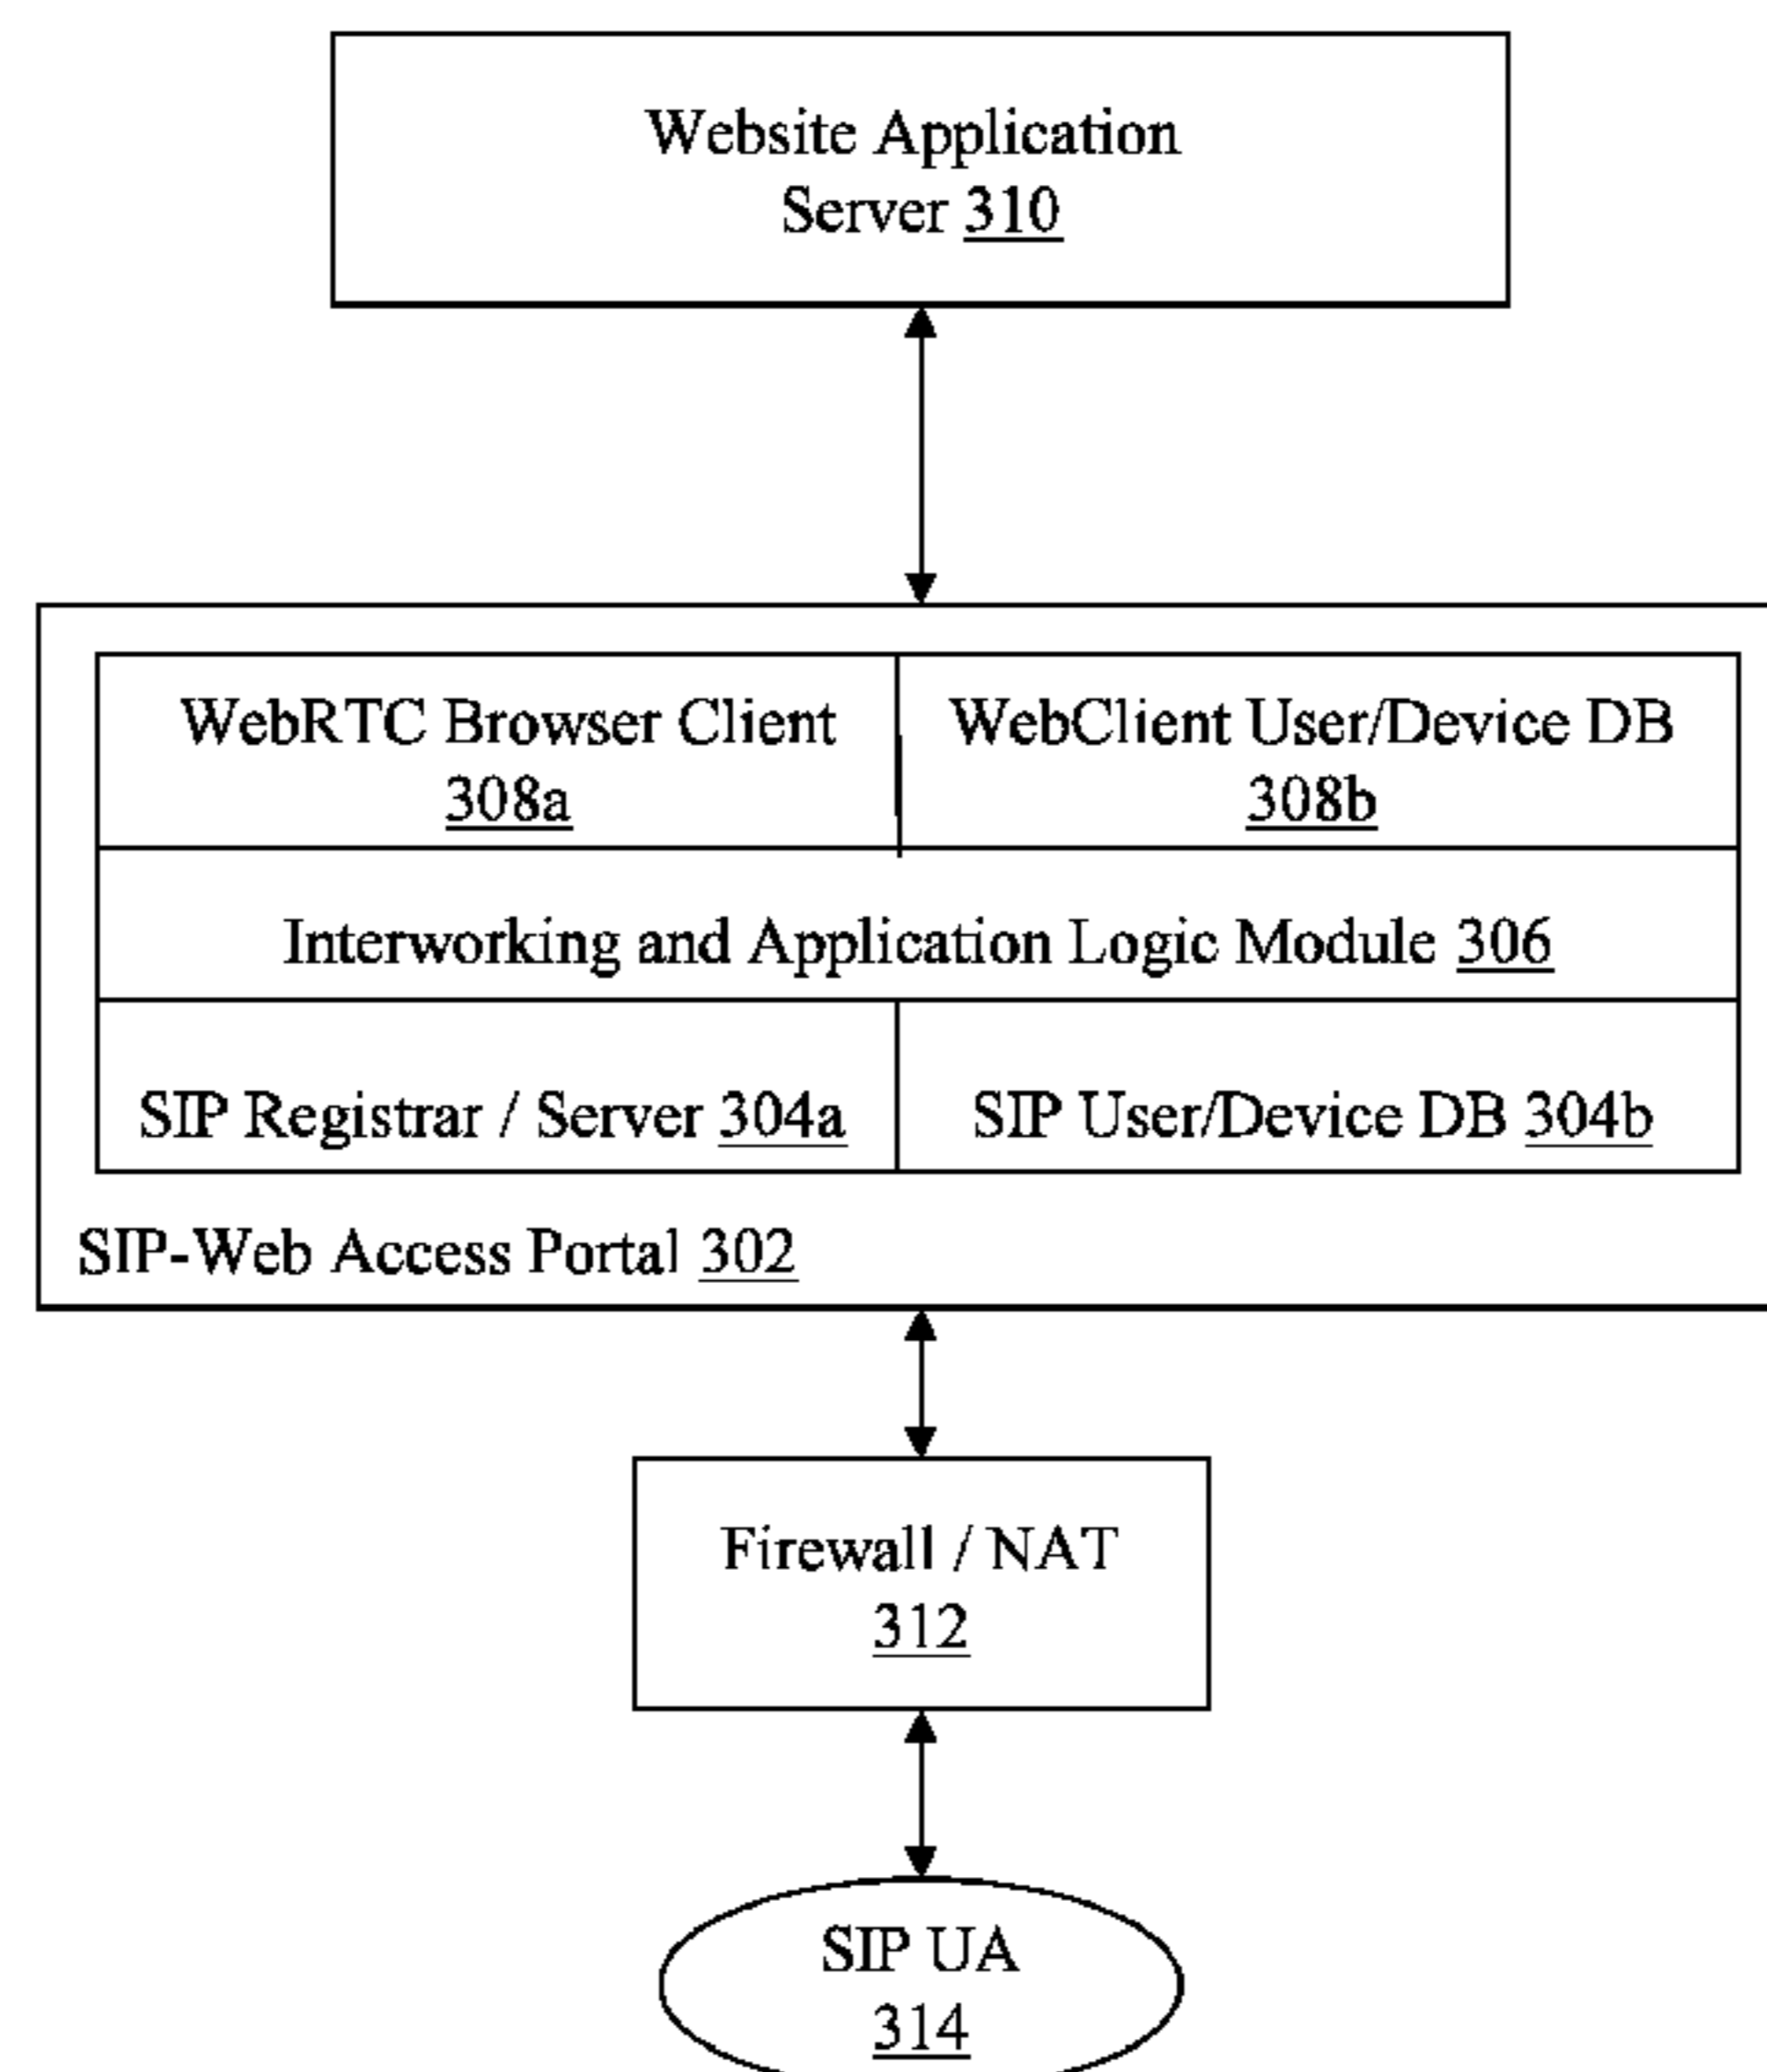 Website Application
Server 310
WebRTC Browser Client
308a
WebClient User/Device DB
308b
Interworking and Application Logic Module 306
SIP Registrar / Server 304a
SIP User/Device DB 304b
SIP-Web Access Portal 302
Firewall / NAT
312
SIP UA
314